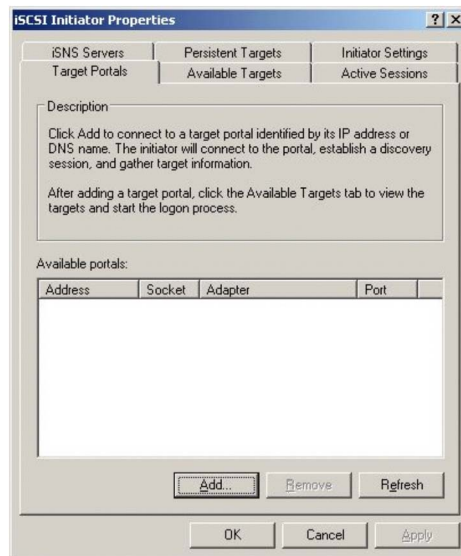 iSCSI Initiator Properties
iSNS Servers
Persistent Targets
Initiator Settings
Target Portals
Available Targets
Active Sessions
Description
Click Add to connect to a target portal identified by its IP address or
DNS name. The initiator will connect to the portal, establish a discovery
session, and gather target information.
After adding a target portal, click the Available Targets tab to view the
targets and start the logon process.
Available portals:
Address Socket Adapter Port
Add... Remove Refresh
OK Cancel Apply